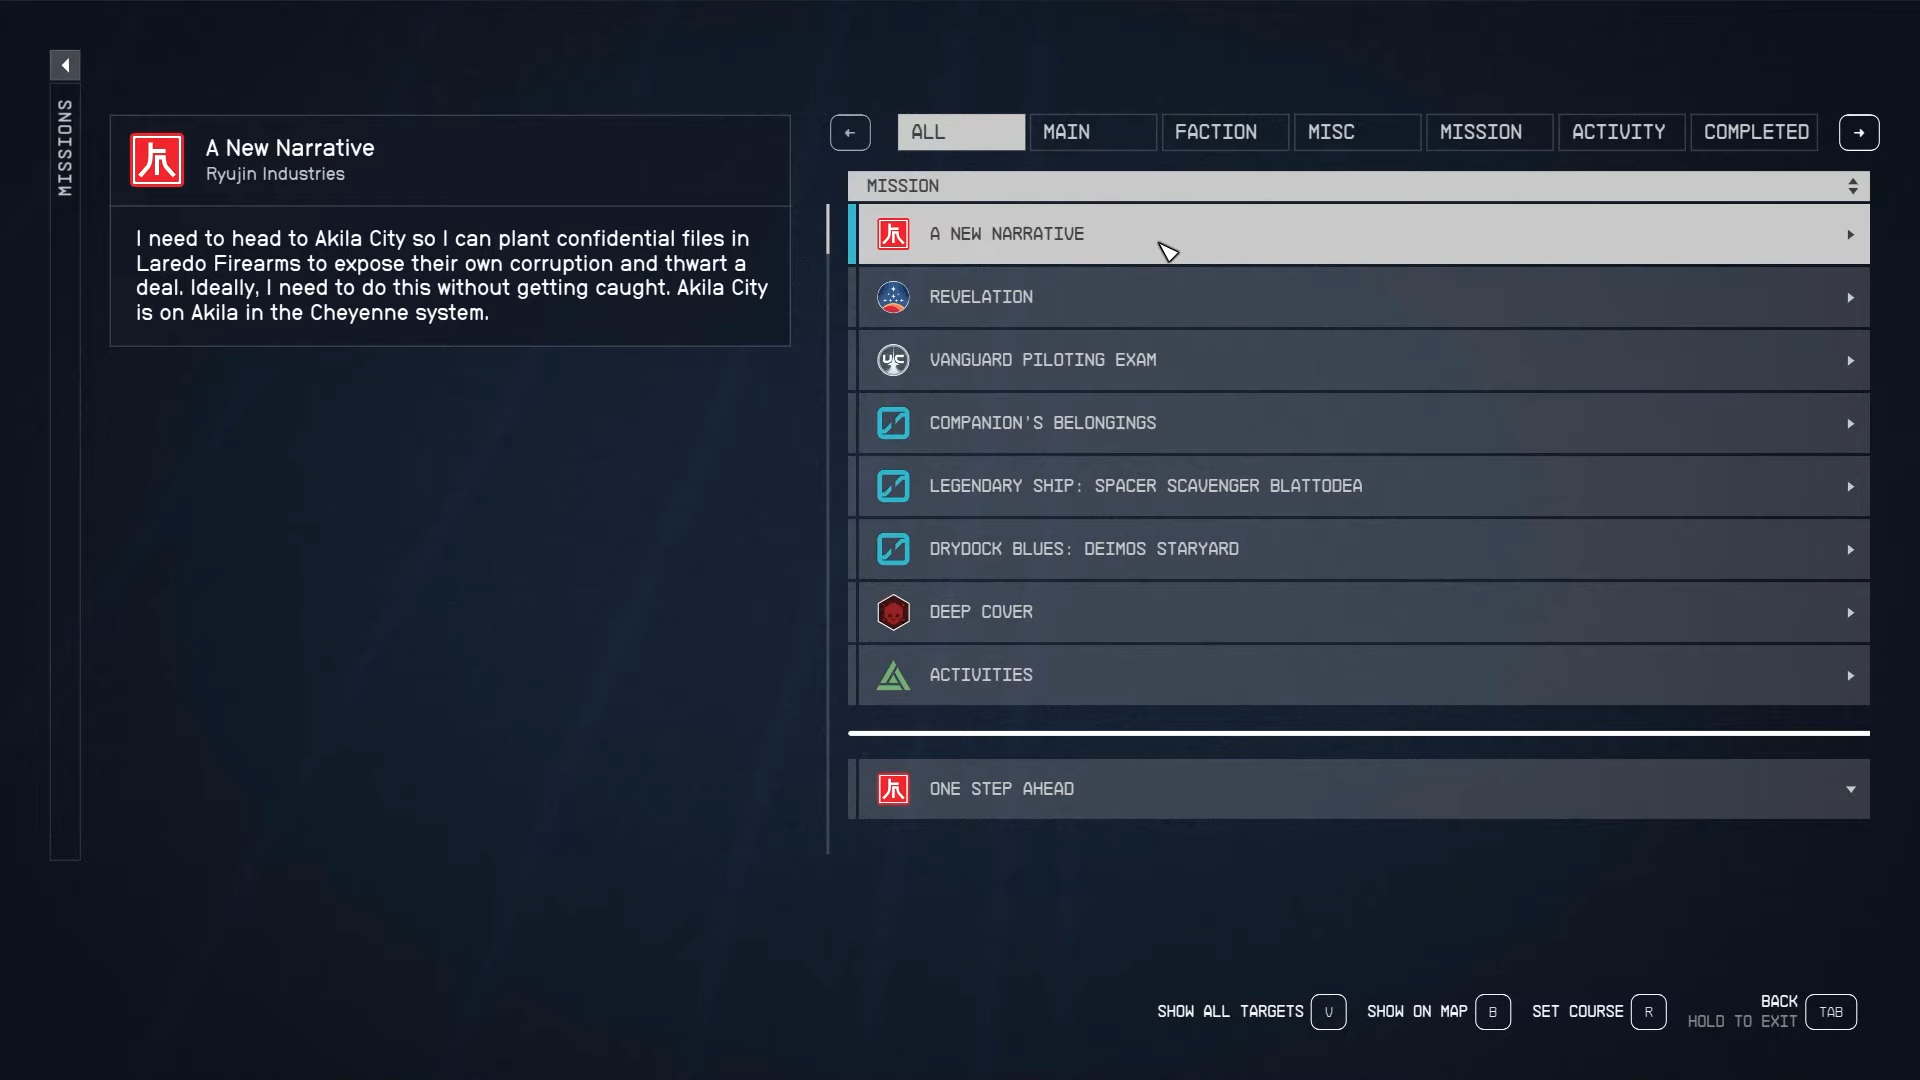 MISSIONS
A New Narrative
Ryujin Industries
I need to head to Akila City so I can plant confidential files in
Laredo Firearms to expose their own corruption and thwart a
deal. Ideally, I need to do this without getting caught. Akila City
is on Akila in the Cheyenne system.
ALL MAIN FACTION MISC MISSION ACTIVITY COMPLETED
MISSION
A NEW NARRATIVE
REVELATION
UC
VANGUARD PILOTING EXAM
COMPANION'S BELONGINGS
LEGENDARY SHIP: SPACER SCAVENGER BLATTODEA
DRYDOCK BLUES: DEIMOS STARYARD
DEEP COVER
ACTIVITIES
ONE STEP AHEAD
SHOW ALL TARGETS V SHOW ON MAP B SET COURSE R BACK TAB
HOLD TO EXIT